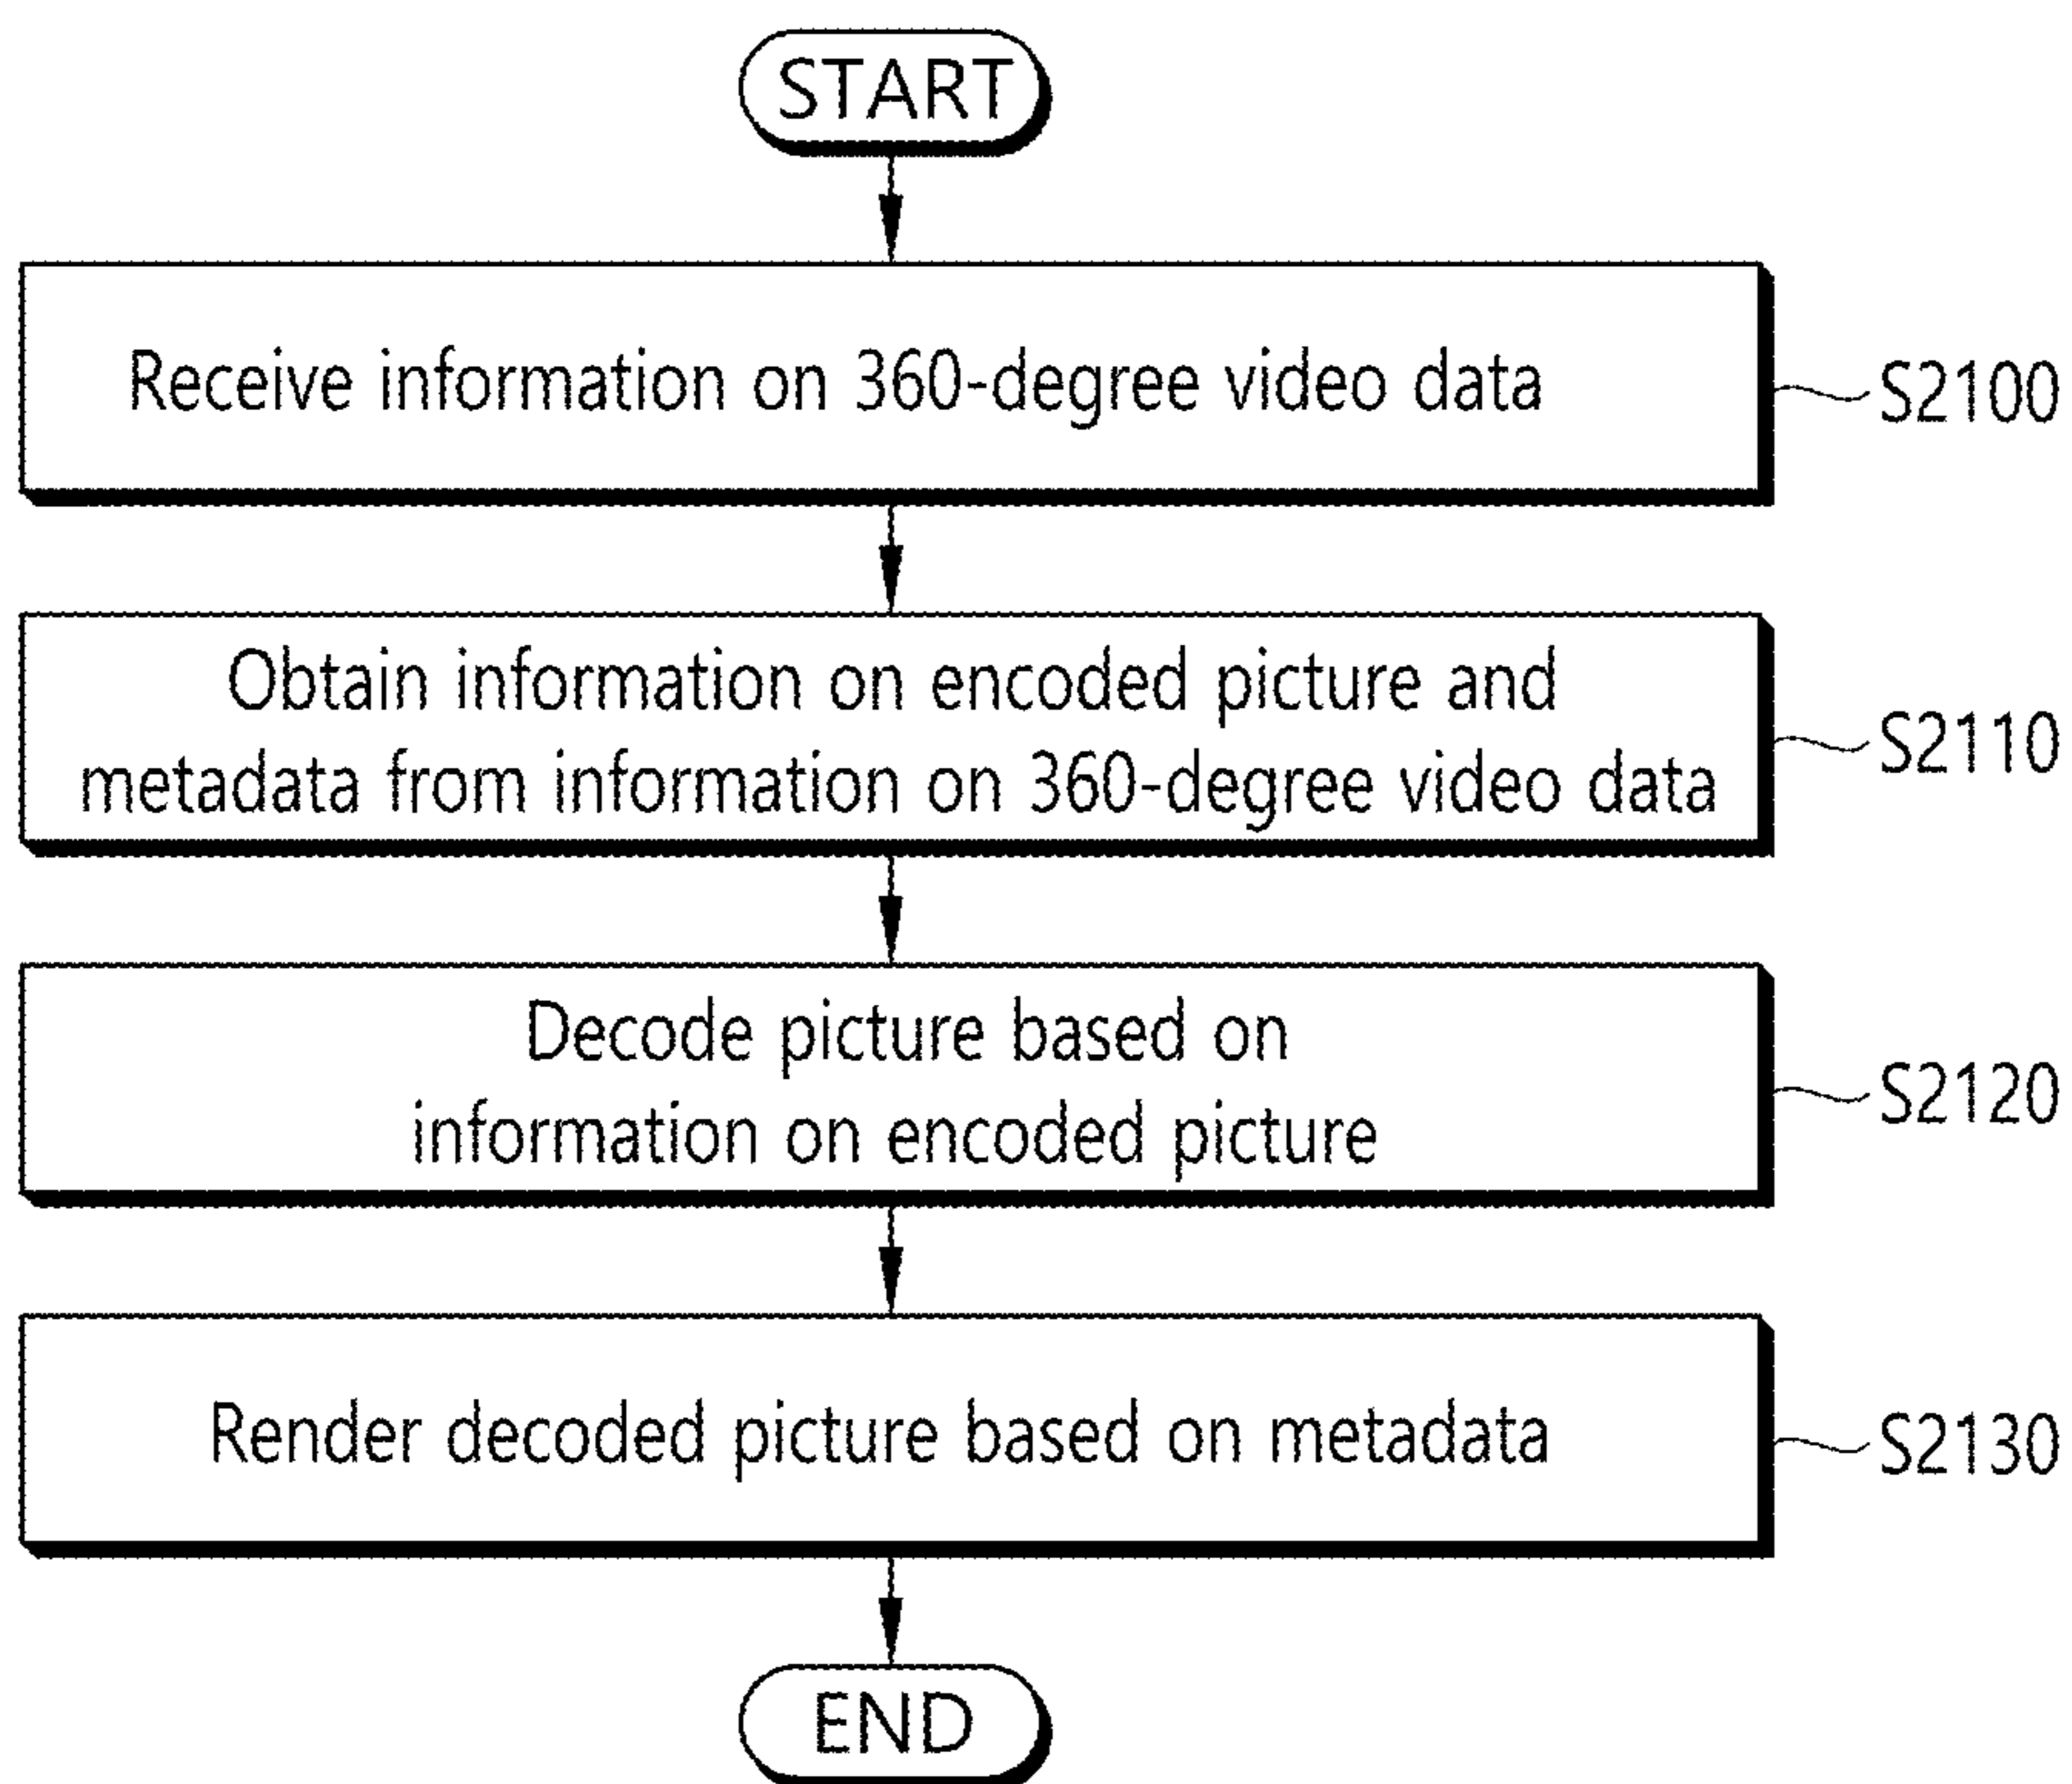 START
Receive information on 360-degree video data
S2100
Obtain information on encoded picture and
metadata from information on 360-degree video data
S2110
Decode picture based on
information on encoded picture
S2120
Render decoded picture based on metadata
S2130
END